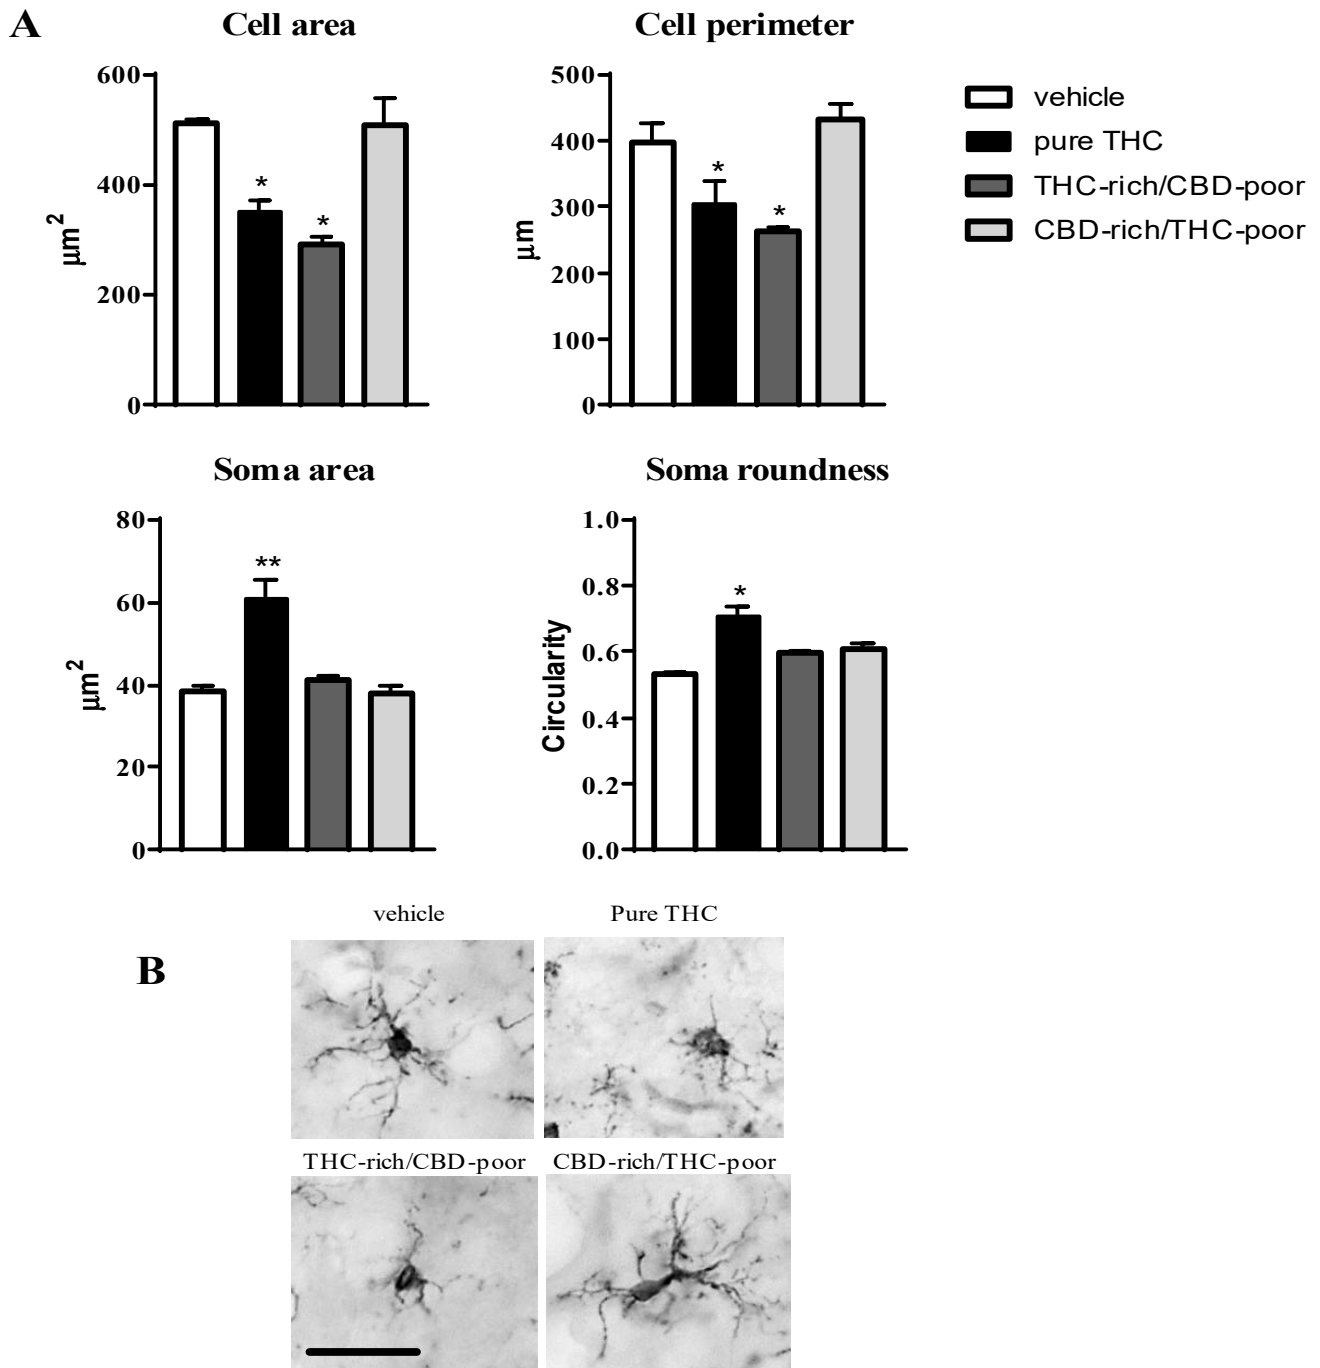 A
Cell area
Cell perimeter
600
400
200
0
μm2
*
*
500
400
300
200
100
0
μm
*
*
vehicle
pure THC
THC-rich/CBD-poor
CBD-rich/THC-poor
Soma area
Soma roundness
80
60
40
20
0
μm2
**
1.0
0.8
0.6
0.4
0.2
0.0
Circularity
*
vehicle
Pure THC
B
THC-rich/CBD-poor
CBD-rich/THC-poor